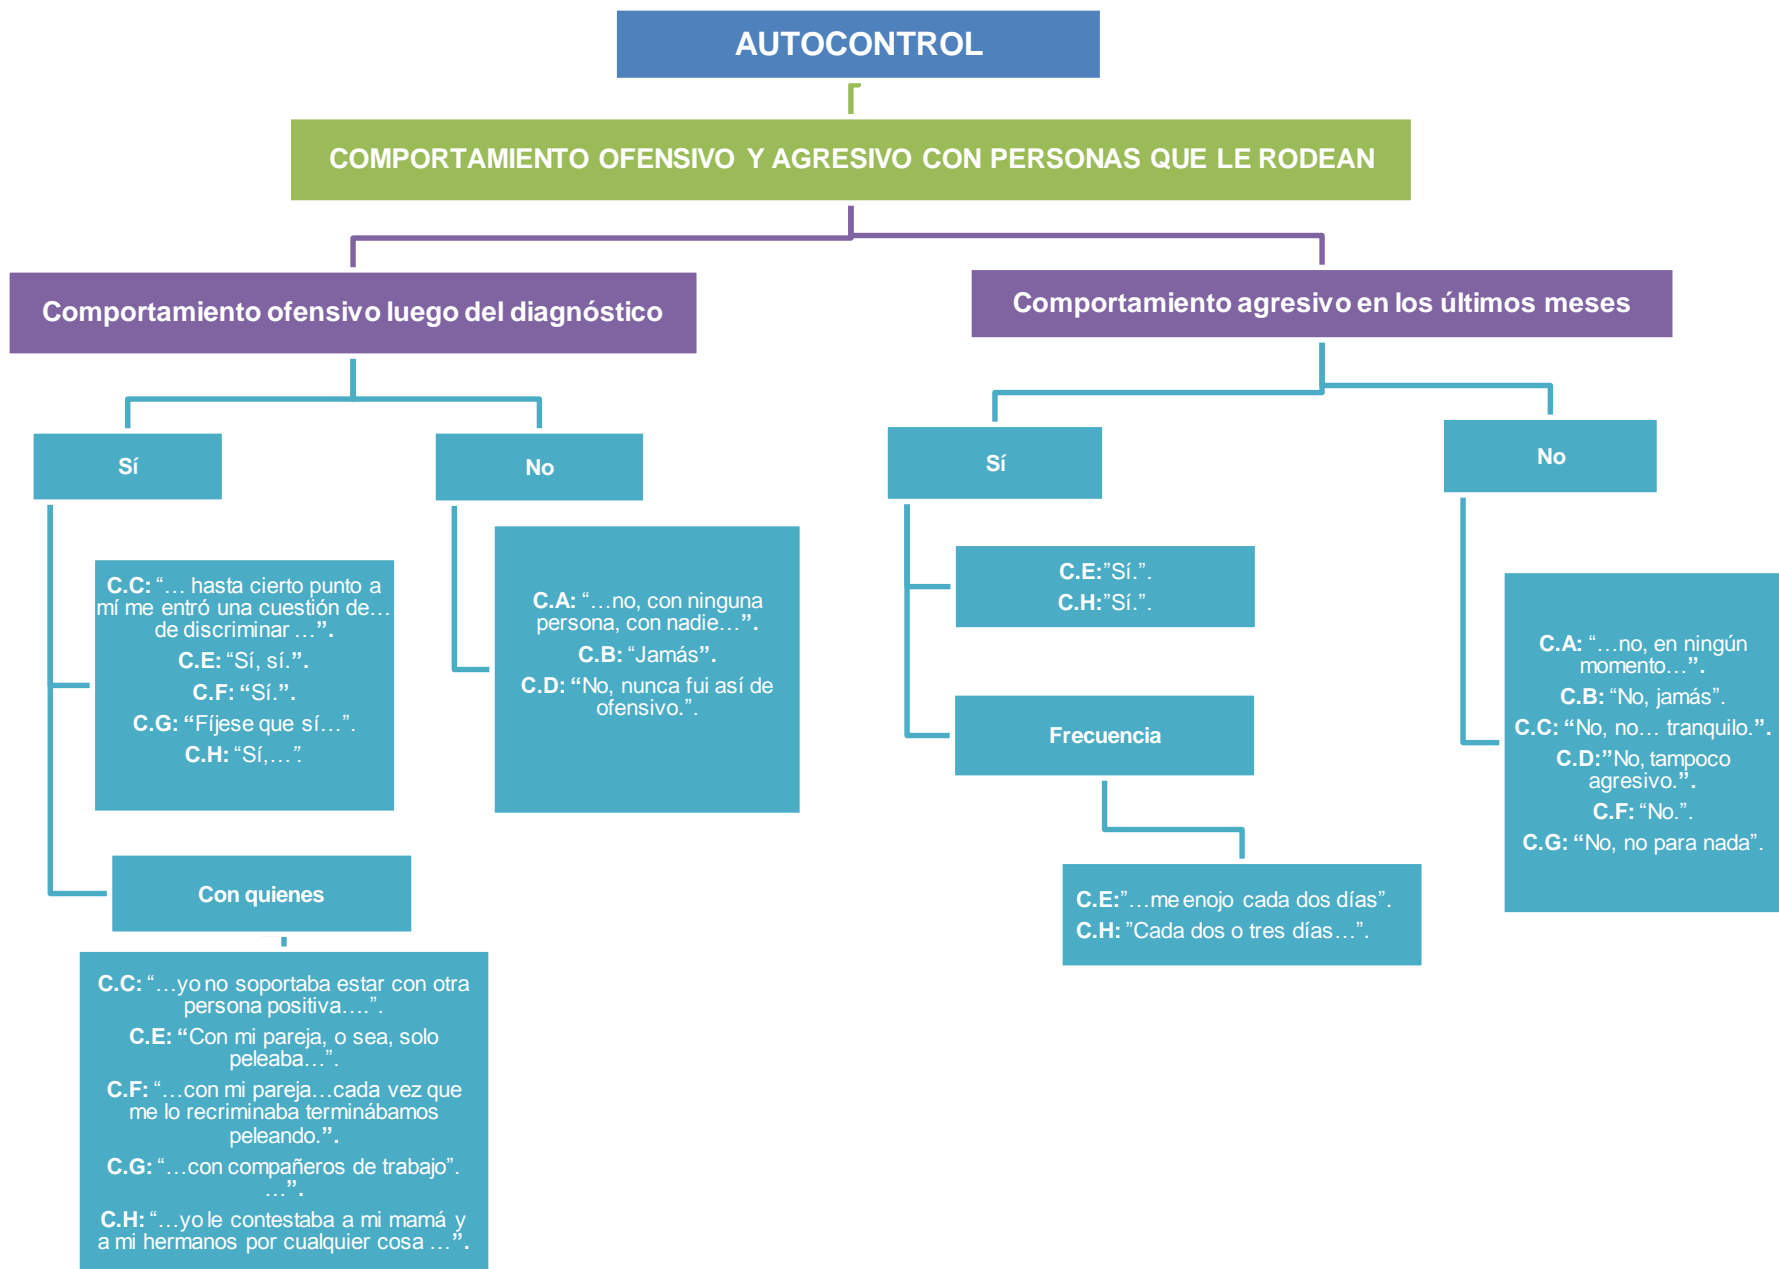 AUTOCONTROL
COMPORTAMIENTO OFENSIVO Y AGRESIVO CON PERSONAS QUE LE RODEAN
Comportamiento ofensivo luego del diagnóstico
Sí
C.C: “… hasta cierto punto a
mí me entró una cuestión de…
de discriminar …”.
C.E: “Sí, sí.”.
C.F: “Sí.”.
C.G: “Fíjese que sí…”.
C.H: “Sí,… ”
Con quienes
C.C: “…yo no soportaba estar con otra
persona positiva….”.
C.E: “Con mi pareja, o sea, solo
peleaba…”.
C.F: “…con mi pareja…cada vez que
me lo recriminaba terminábamos
peleando.”.
C.G: “…con compañeros de trabajo”.
…”.
C.H: “…yo le contestaba a mi mamá y
a mi hermanos por cualquier cosa …”.
No
C.A: “…no, con ninguna
persona, con nadie…”.
C.B: “Jamás”.
C.D: “No, nunca fui así de
ofensivo.”.
Comportamiento agresivo en los últimos meses
Sí
C.E:”Sí.”.
C.H:”Sí.”.
Frecuencia
C.E:”…me enojo cada dos días”.
C.H: ”Cada dos o tres días…”.
No
C.A: “…no, en ningún
momento…”.
C.B: “No, jamás”.
C.C: “No, no… tranquilo.”.
C.D:”No, tampoco
agresivo.”.
C.F: “No.”.
C.G: “No, no para nada”.